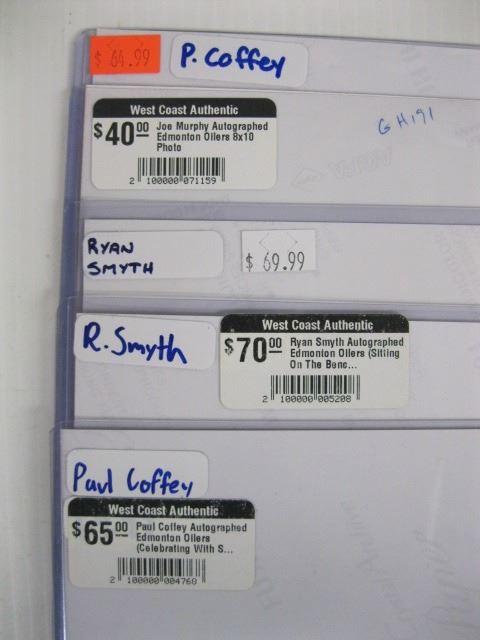 $ 64.99
P. Coffey
West Coast Authentic
$40.00 Joe Murphy Autographed
Edmonton Oilers 8x10
Photo
2 100000 071159
GH191
RYAN
SMYTH
$ 69.99
R. Smyth
West Coast Authentic
$70.00 Ryan Smyth Autographed
Edmonton Oilers (Sitting
On The Benc...
2 100000 005208
Paul Coffey
West Coast Authentic
$65.00 Paul Coffey Autographed
Edmonton Oilers
(Celebrating With S...
2 100000 004768